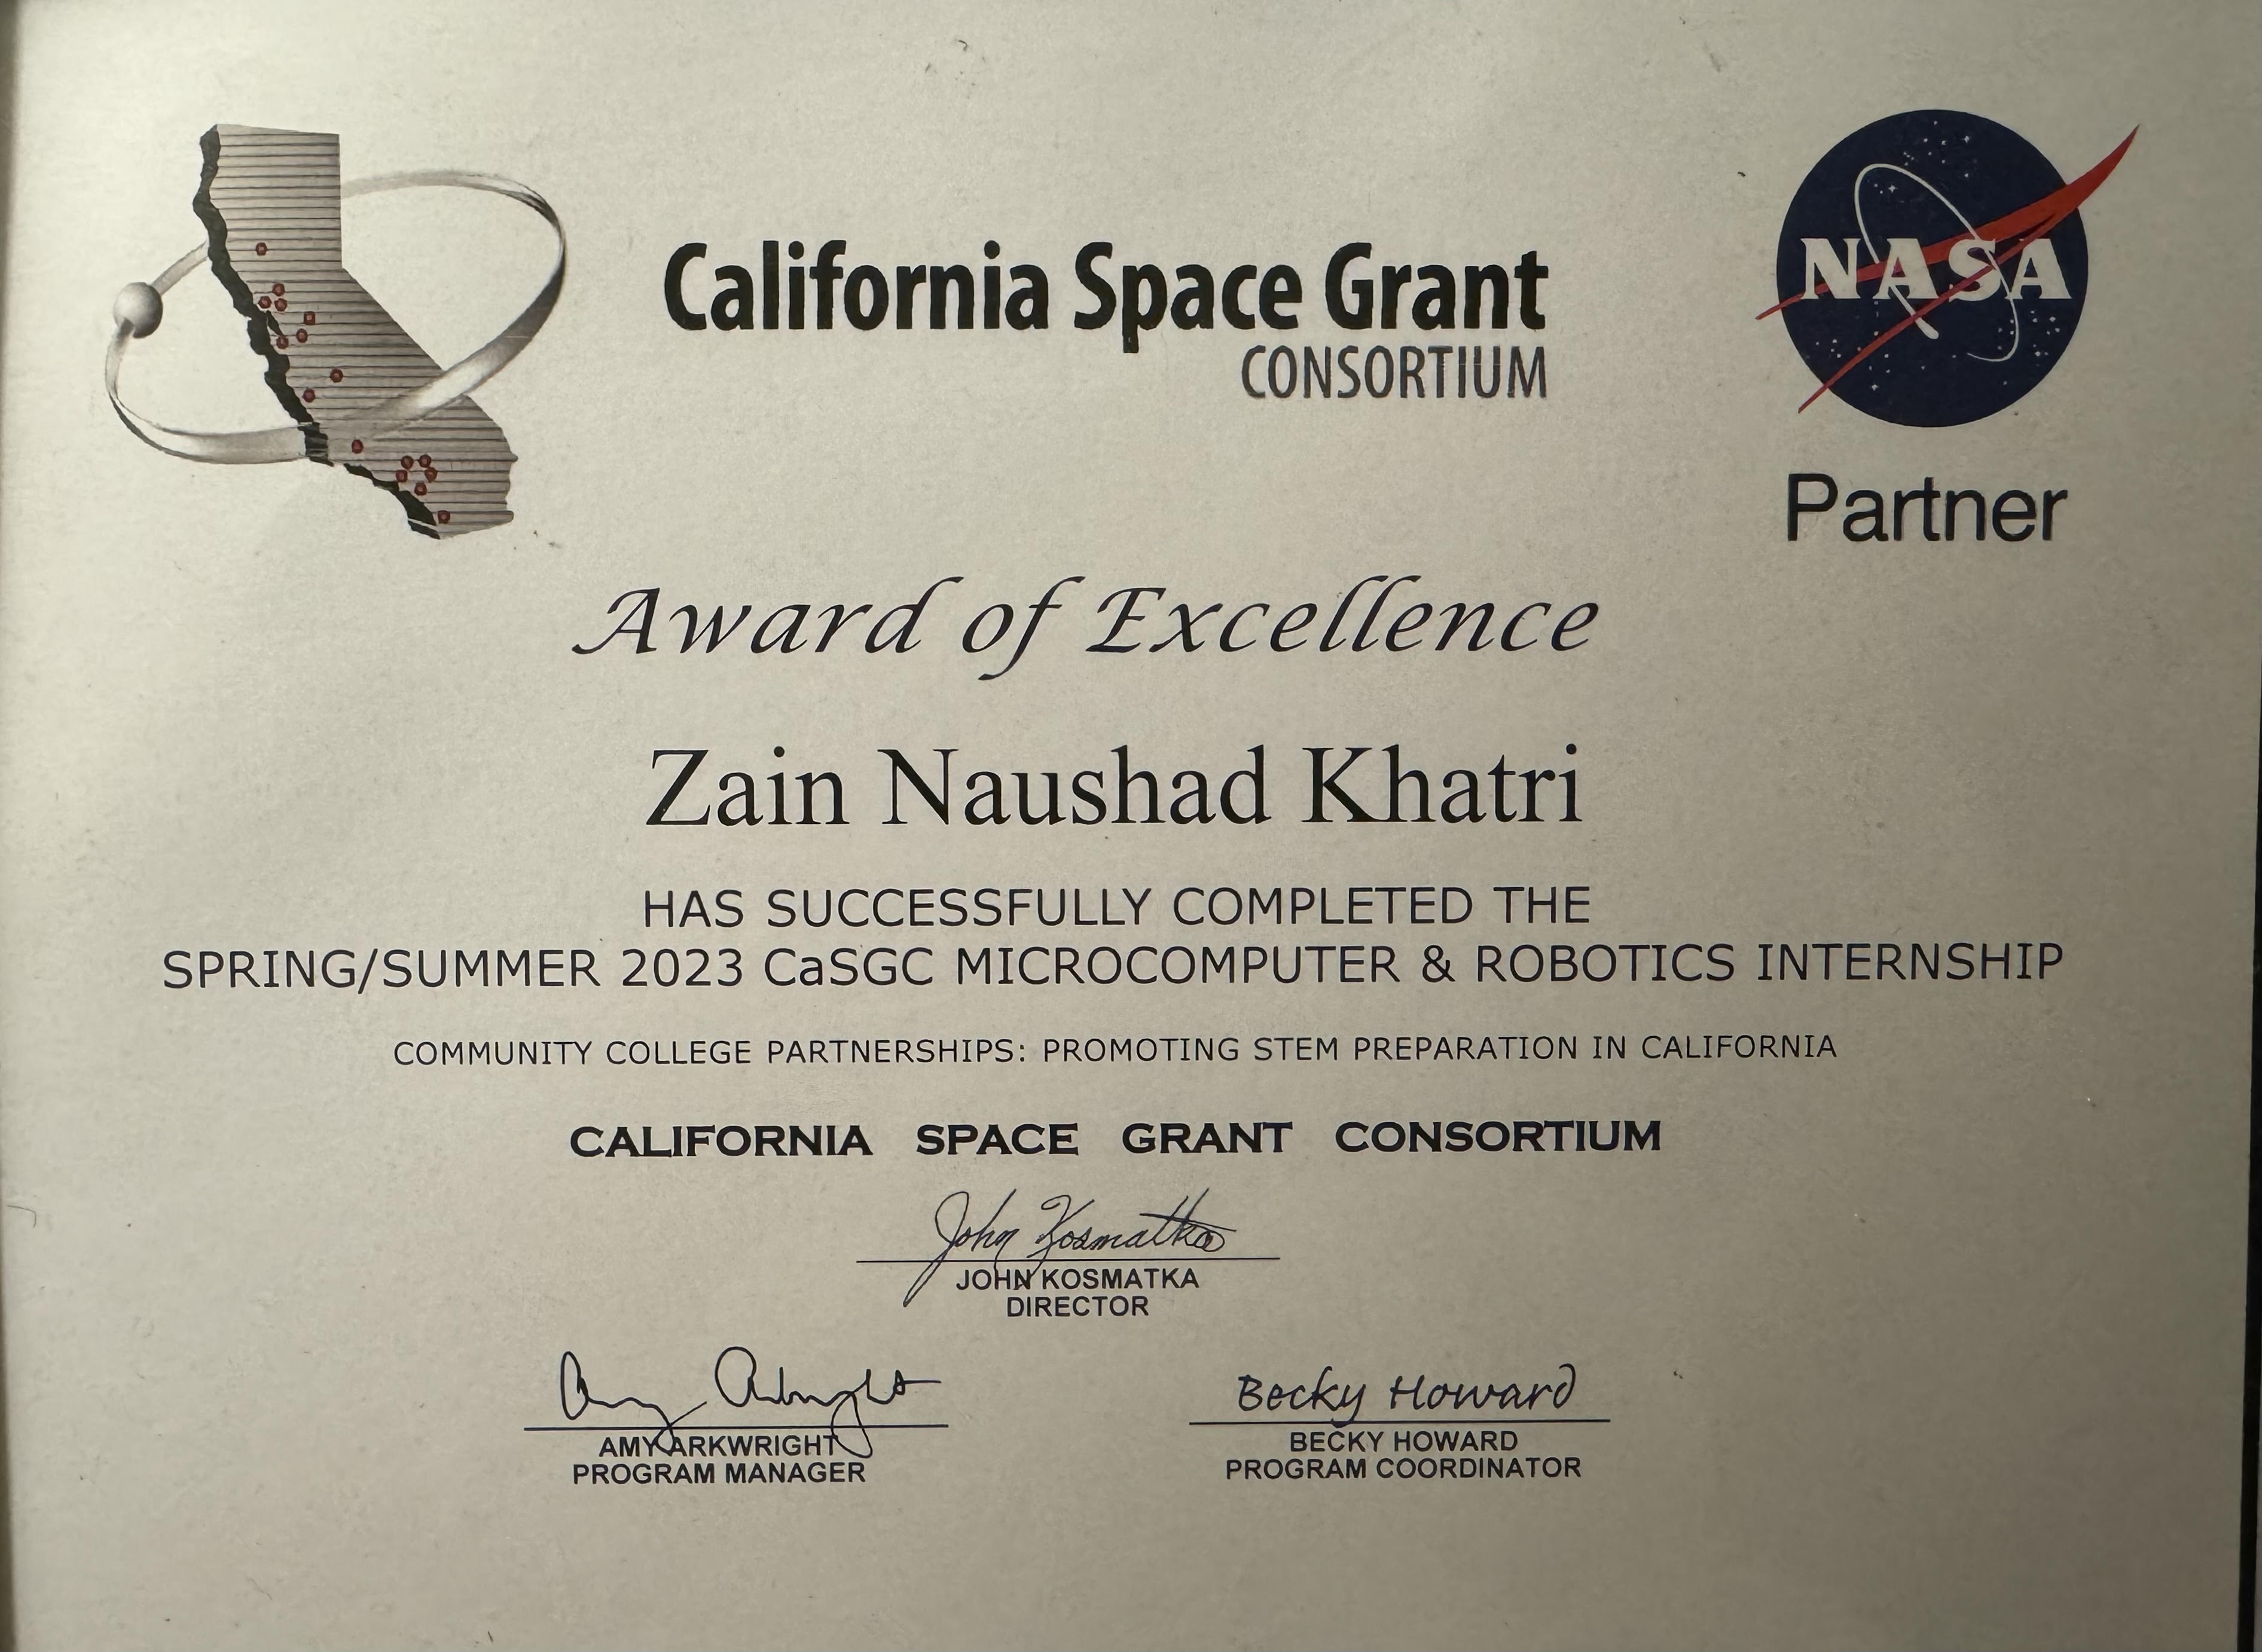 California Space Grant
CONSORTIUM
NASA
Partner
Award of Excellence
Zain Naushad Khatri
HAS SUCCESSFULLY COMPLETED THE
SPRING/SUMMER 2023 CaSGC MICROCOMPUTER & ROBOTICS INTERNSHIP
COMMUNITY COLLEGE PARTNERSHIPS: PROMOTING STEM PREPARATION IN CALIFORNIA
CALIFORNIA SPACE GRANT CONSORTIUM
John Kosmatka
JOHN KOSMATKA
DIRECTOR
Amy Arkwright
AMY ARKWRIGHT
PROGRAM MANAGER
Becky Howard
BECKY HOWARD
PROGRAM COORDINATOR